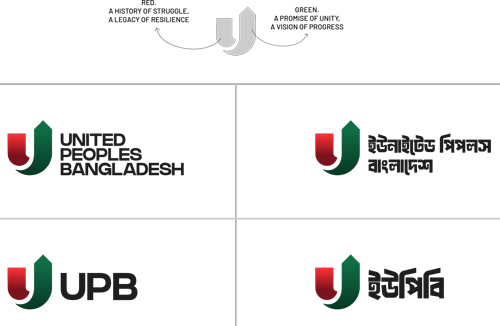 RED.
A HISTORY OF STRUGGLE,
A LEGACY OF RESILIENCE
GREEN.
A PROMISE OF UNITY,
A VISION OF PROGRESS
UNITED
PEOPLES
BANGLADESH
ইউনাইটেড পিপলস
বাংলাদেশ
UPB
ইউপিবি